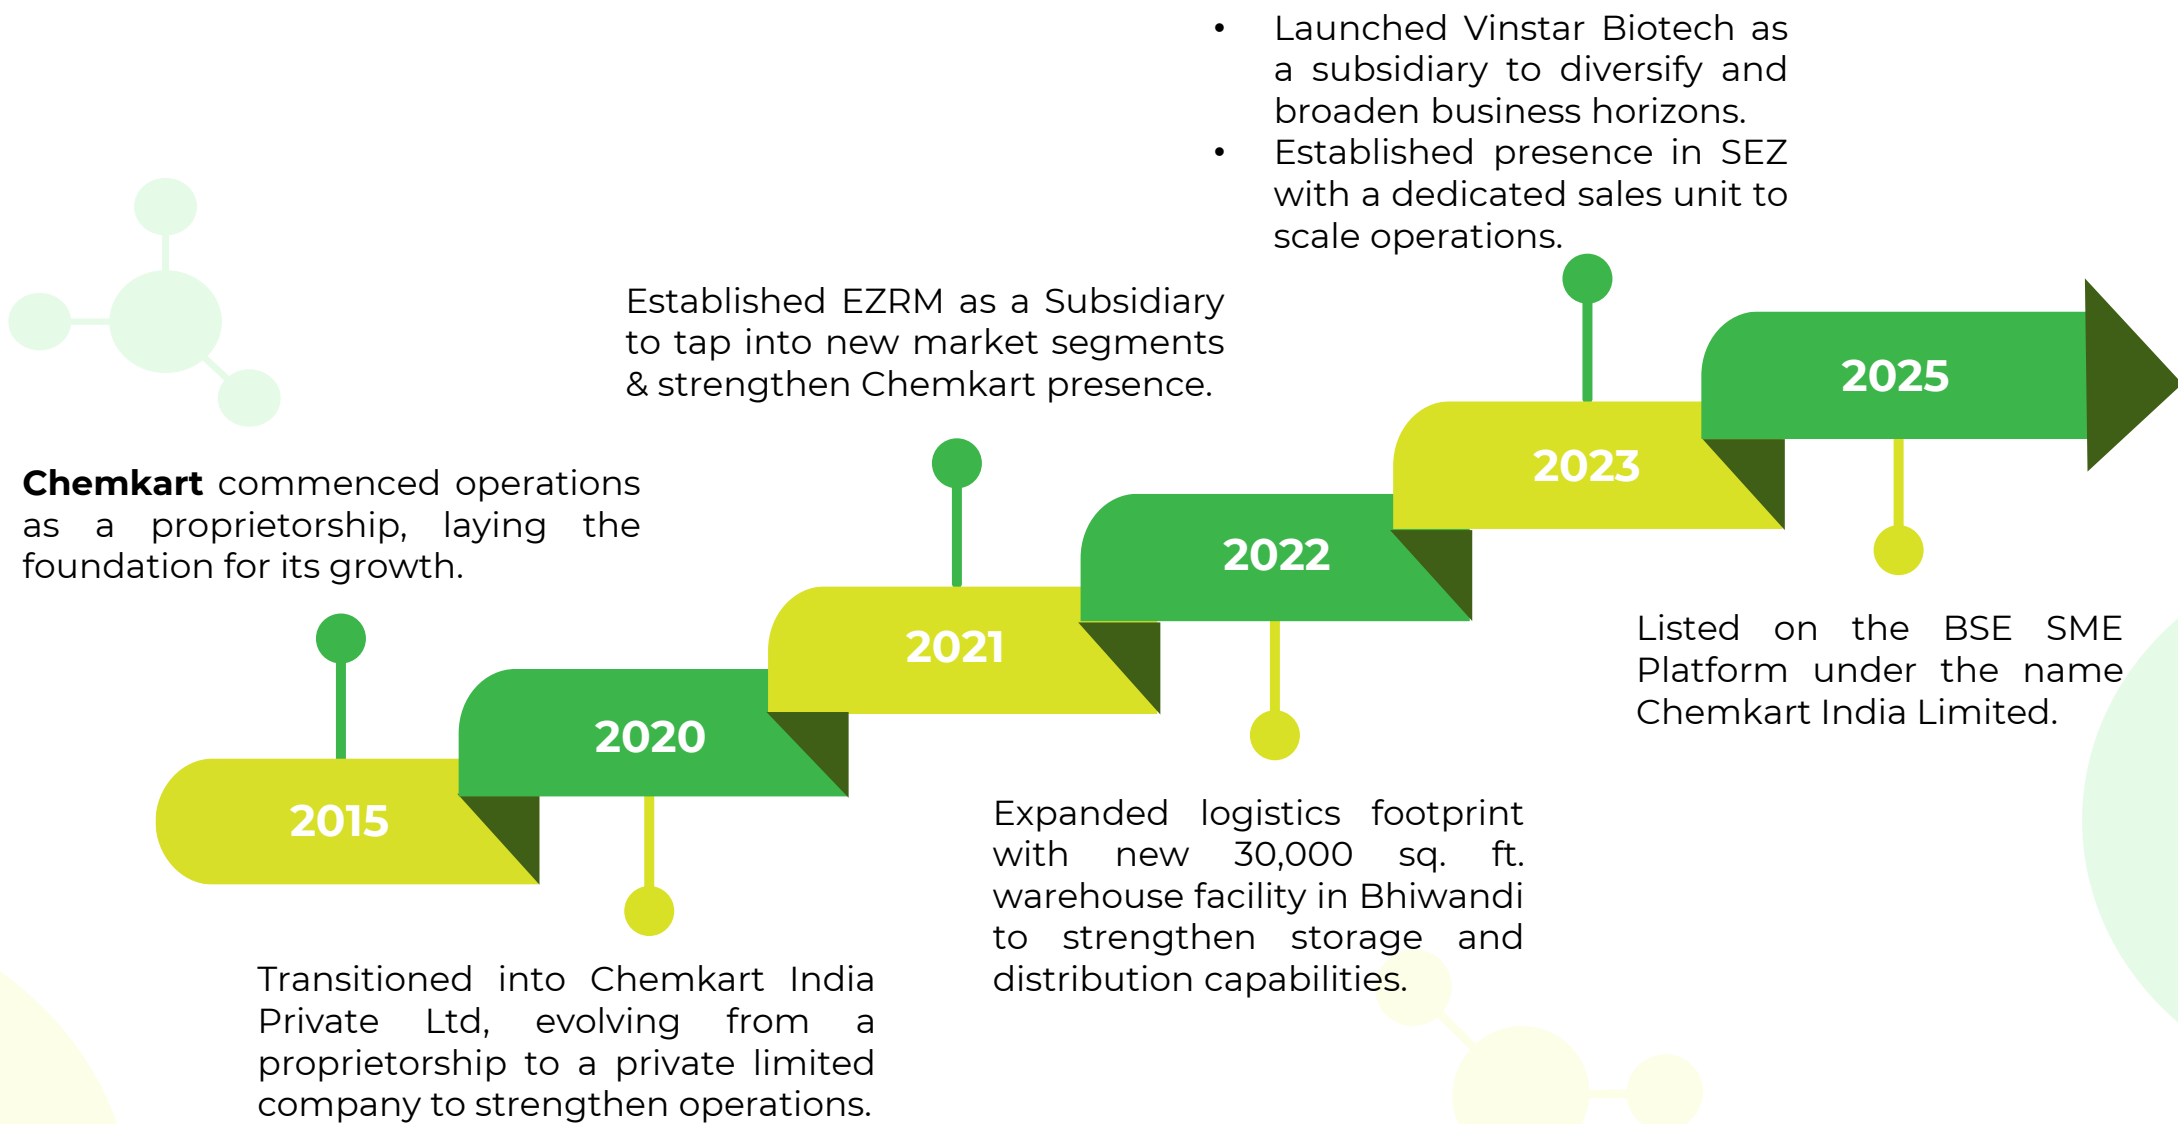 Chemkart commenced operations
as a proprietorship, laying the
foundation for its growth.
2015
2020
Transitioned into Chemkart India
Private Ltd, evolving from a
proprietorship to a private limited
company to strengthen operations.
Established EZRM as a Subsidiary
to tap into new market segments
& strengthen Chemkart presence.
2021
2022
Expanded logistics footprint
with new 30,000 sq. ft.
warehouse facility in Bhiwandi
to strengthen storage and
distribution capabilities.
• Launched Vinstar Biotech as
a subsidiary to diversify and
broaden business horizons.
• Established presence in SEZ
with a dedicated sales unit to
scale operations.
2023
2025
Listed on the BSE SME
Platform under the name
Chemkart India Limited.